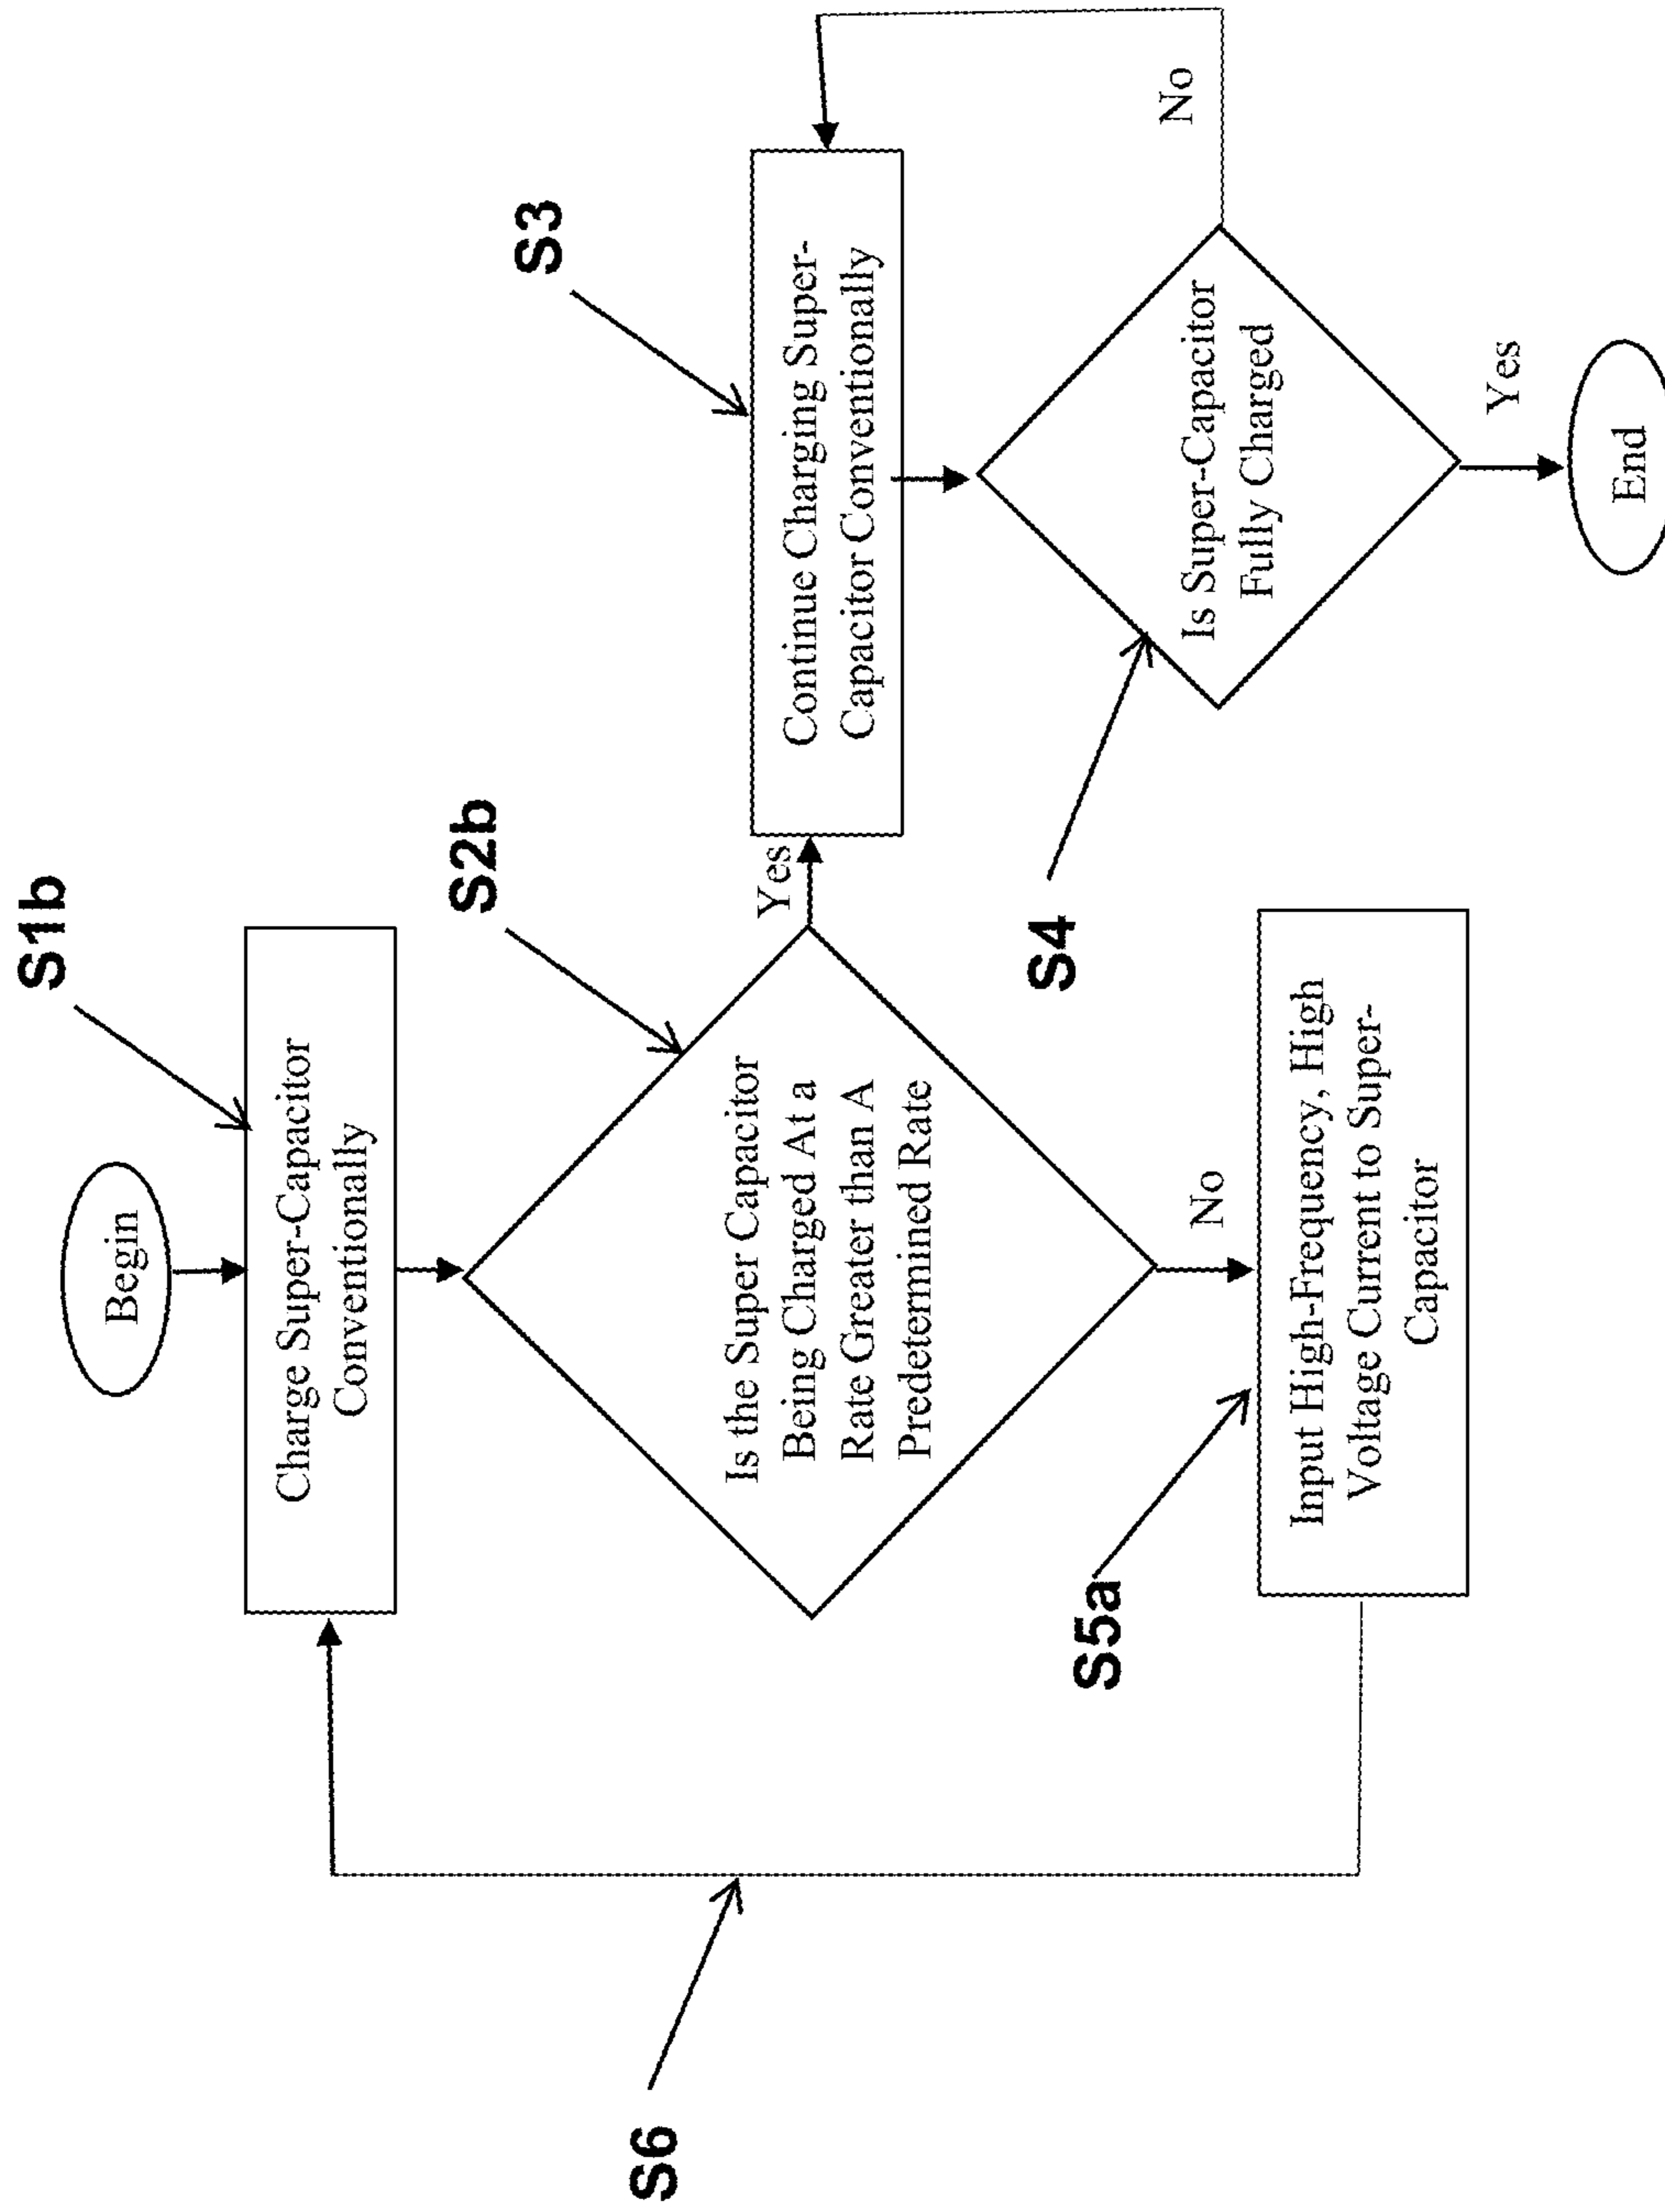 Begin
S1b
Charge Super-Capacitor
Conventionally
S2b
Is the Super Capacitor
Being Charged At a
Rate Greater than A
Predetermined Rate
Yes
S3
Continue Charging Super-
Capacitor Conventionally
No
S4
Is Super-Capacitor
Fully Charged
Yes
End
No
S5a
Input High-Frequency, High
Voltage Current to Super-
Capacitor
S6